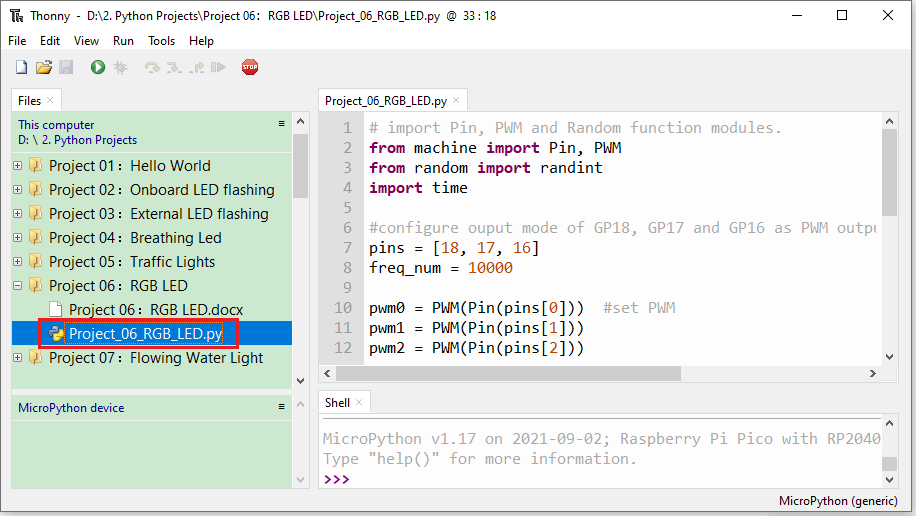 Thonny - D:\2. Python Projects\Project 06：RGB LED\Project_06_RGB_LED.py @ 33 : 18
File Edit View Run Tools Help
STOP
Files ×
This computer
D: \ 2. Python Projects
Project 01：Hello World
Project 02：Onboard LED flashing
Project 03：External LED flashing
Project 04：Breathing Led
Project 05：Traffic Lights
Project 06：RGB LED
Project 06：RGB LED.docx
Project_06_RGB_LED.py
Project 07：Flowing Water Light
MicroPython device
Project_06_RGB_LED.py ×
1 # import Pin, PWM and Random function modules.
2 from machine import Pin, PWM
3 from random import randint
4 import time
5
6 #configure ouput mode of GP18, GP17 and GP16 as PWM outpu
7 pins = [18, 17, 16]
8 freq_num = 10000
9
10 pwm0 = PWM(Pin(pins[0]))  #set PWM
11 pwm1 = PWM(Pin(pins[1]))
12 pwm2 = PWM(Pin(pins[2]))
Shell ×
MicroPython v1.17 on 2021-09-02; Raspberry Pi Pico with RP2040
Type "help()" for more information.
>>>
MicroPython (generic)